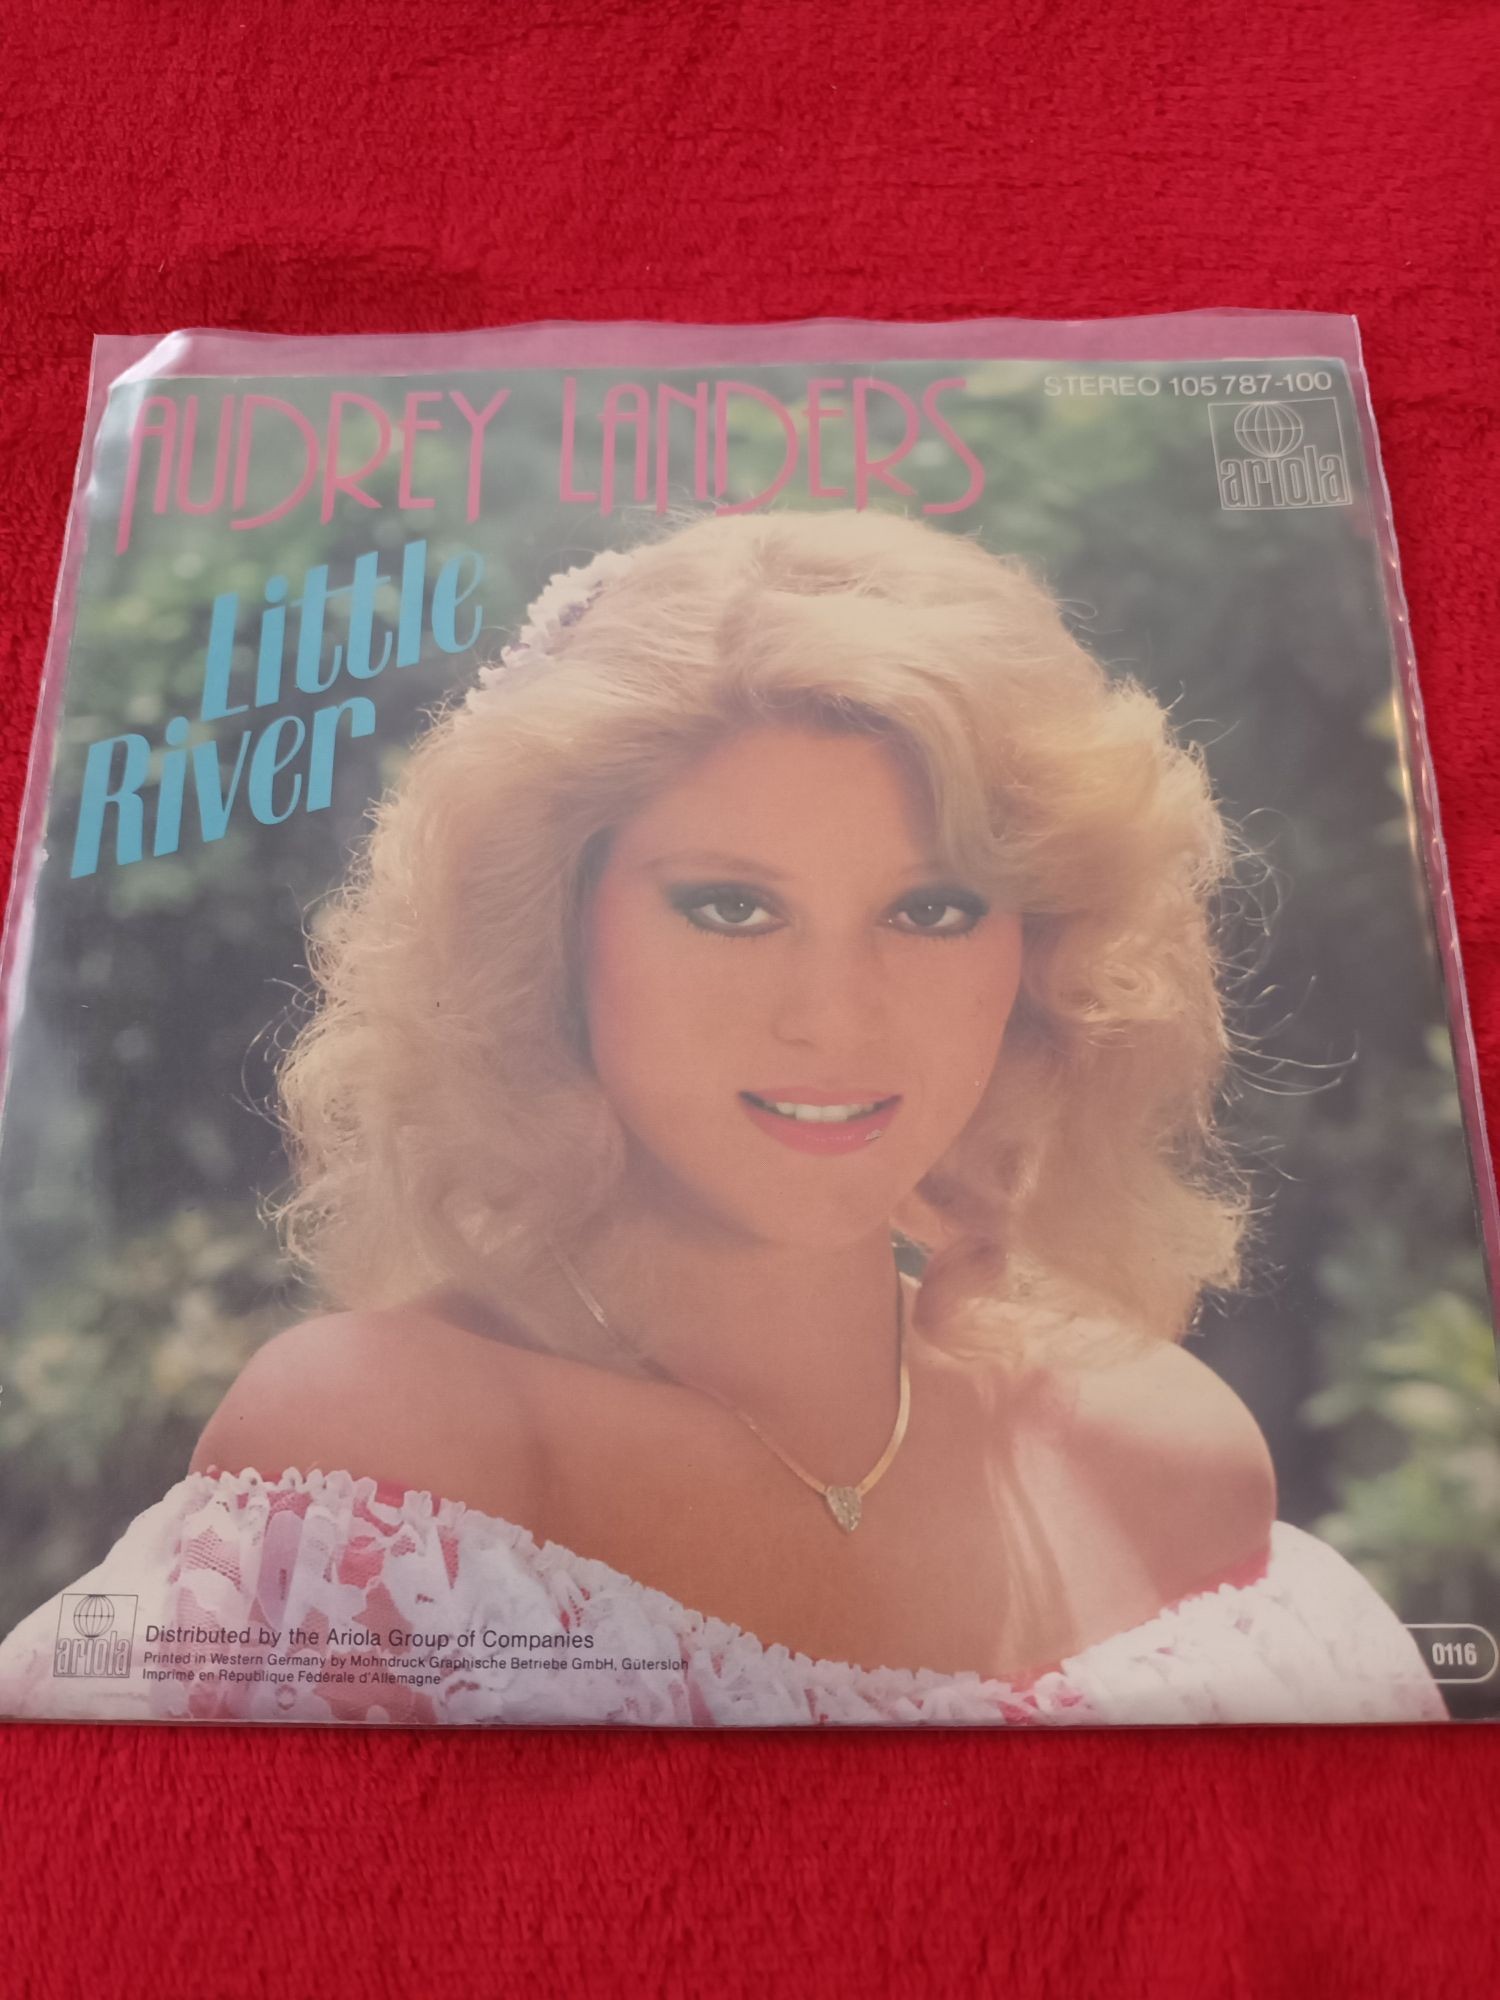 AUDREY LANDERS
STEREO 105 787-100
ariola
Little
River
ariola
Distributed by the Ariola Group of Companies
Printed in Western Germany by Mohndruck Graphische Betriebe GmbH, Gütersloh
Imprimé en République Fédérale d'Allemagne
0116